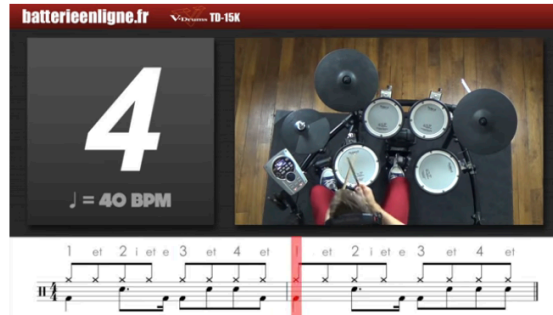 batterieenligne.fr V-Drums TD-15K
4
♩ = 40 BPM
1 et 2 i et e 3 et 4 et 1 et 2 i et e 3 et 4 et